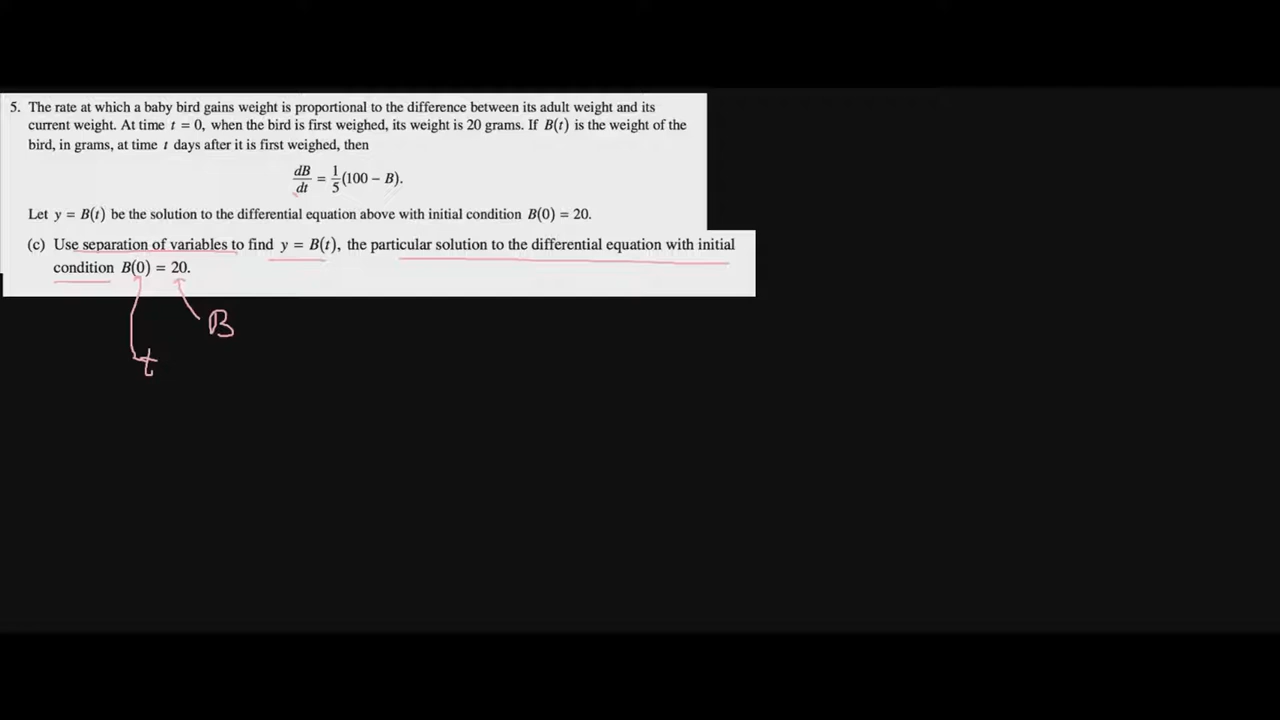 5. The rate at which a baby bird gains weight is proportional to the difference between its adult weight and its
current weight. At time t = 0, when the bird is first weighed, its weight is 20 grams. If B(t) is the weight of the
bird, in grams, at time t days after it is first weighed, then
dB/dt = 1/5(100 − B).
Let y = B(t) be the solution to the differential equation above with initial condition B(0) = 20.
(c) Use separation of variables to find y = B(t), the particular solution to the differential equation with initial
condition B(0) = 20.
B
t